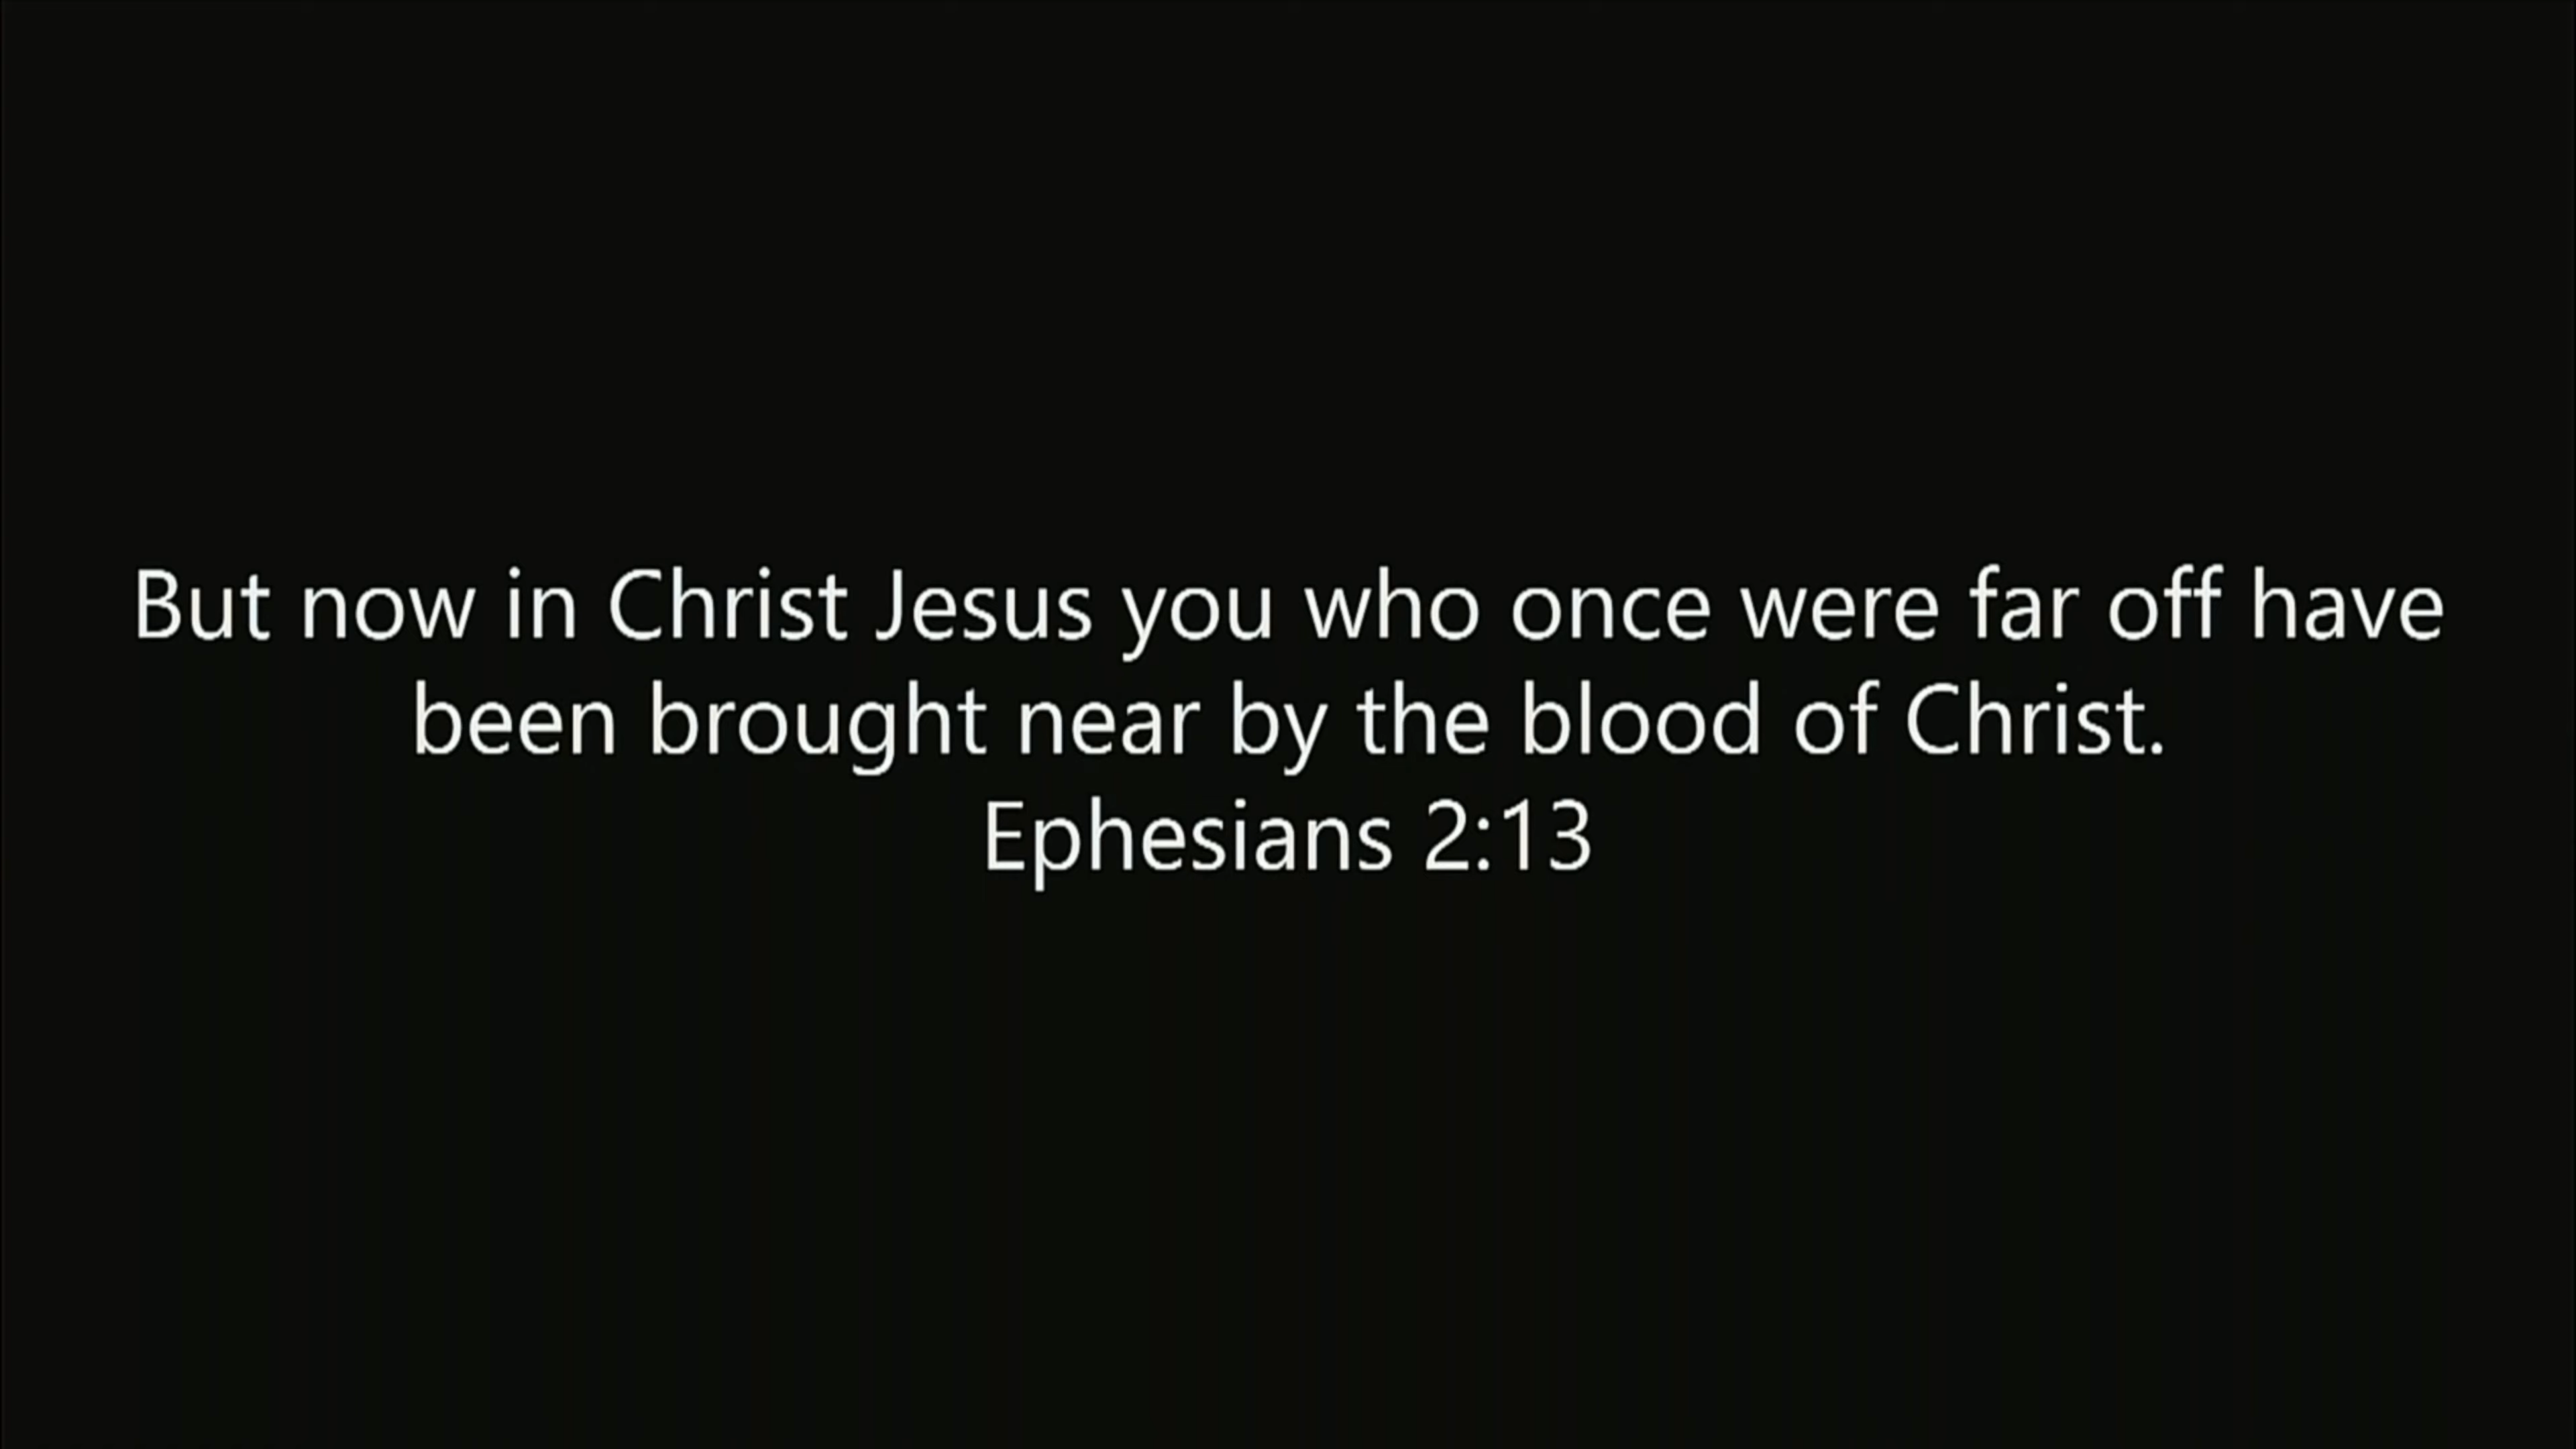 But now in Christ Jesus you who once were far off have
been brought near by the blood of Christ.
Ephesians 2:13